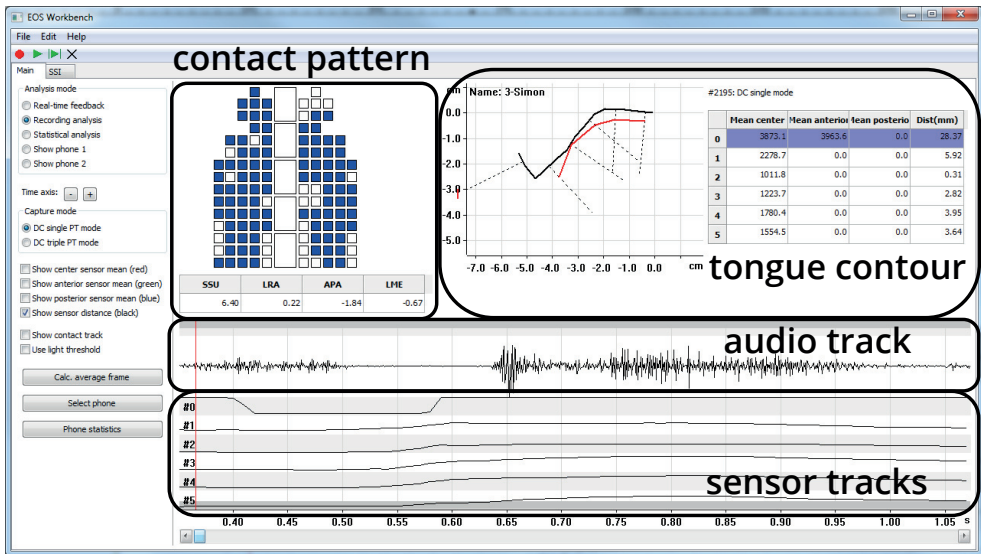 EOS Workbench
File Edit Help
Main SSI
contact pattern
Analysis mode
Real-time feedback
Recording analysis
Statistical analysis
Show phone 1
Show phone 2
Time axis: - +
Capture mode
DC single PT mode
DC triple PT mode
Show center sensor mean (red)
Show anterior sensor mean (green)
Show posterior sensor mean (blue)
Show sensor distance (black)
Show contact track
Use light threshold
Calc. average frame
Select phone
Phone statistics
SSU LRA APA LME
6.40 0.22 -1.84 -0.67
cm Name: 3-Simon
0.0
-1.0
-2.0
-3.0
-4.0
-5.0
-7.0 -6.0 -5.0 -4.0 -3.0 -2.0 -1.0 0.0 cm
#2195: DC single mode
Mean center Mean anterior Mean posterio Dist(mm)
0 3873.1 3963.6 0.0 28.37
1 2278.7 0.0 0.0 5.92
2 1011.8 0.0 0.0 0.31
3 1223.7 0.0 0.0 2.82
4 1780.4 0.0 0.0 3.95
5 1554.5 0.0 0.0 3.64
tongue contour
audio track
#0
#1
#2
#3
#4
#5
sensor tracks
0.40 0.45 0.50 0.55 0.60 0.65 0.70 0.75 0.80 0.85 0.90 0.95 1.00 1.05 s